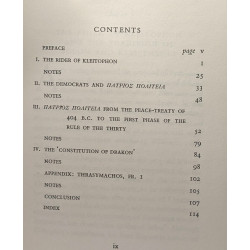 CONTENTS
PREFACE page v
I. THE RIDER OF KLEITOPHON 1
NOTES 25
II. THE DEMOCRATS AND ΠΑΤΡΙΟΣ ΠΟΛΙΤΕΙΑ 33
NOTES 48
III. ΠΑΤΡΙΟΣ ΠΟΛΙΤΕΙΑ FROM THE PEACE-TREATY OF
404 B.C. TO THE FIRST PHASE OF THE
RULE OF THE THIRTY 52
NOTES 79
IV. THE 'CONSTITUTION OF DRAKON' 84
NOTES 98
APPENDIX: THRASYMACHOS, FR. I 102
NOTES 105
CONCLUSION 107
INDEX 114
ix